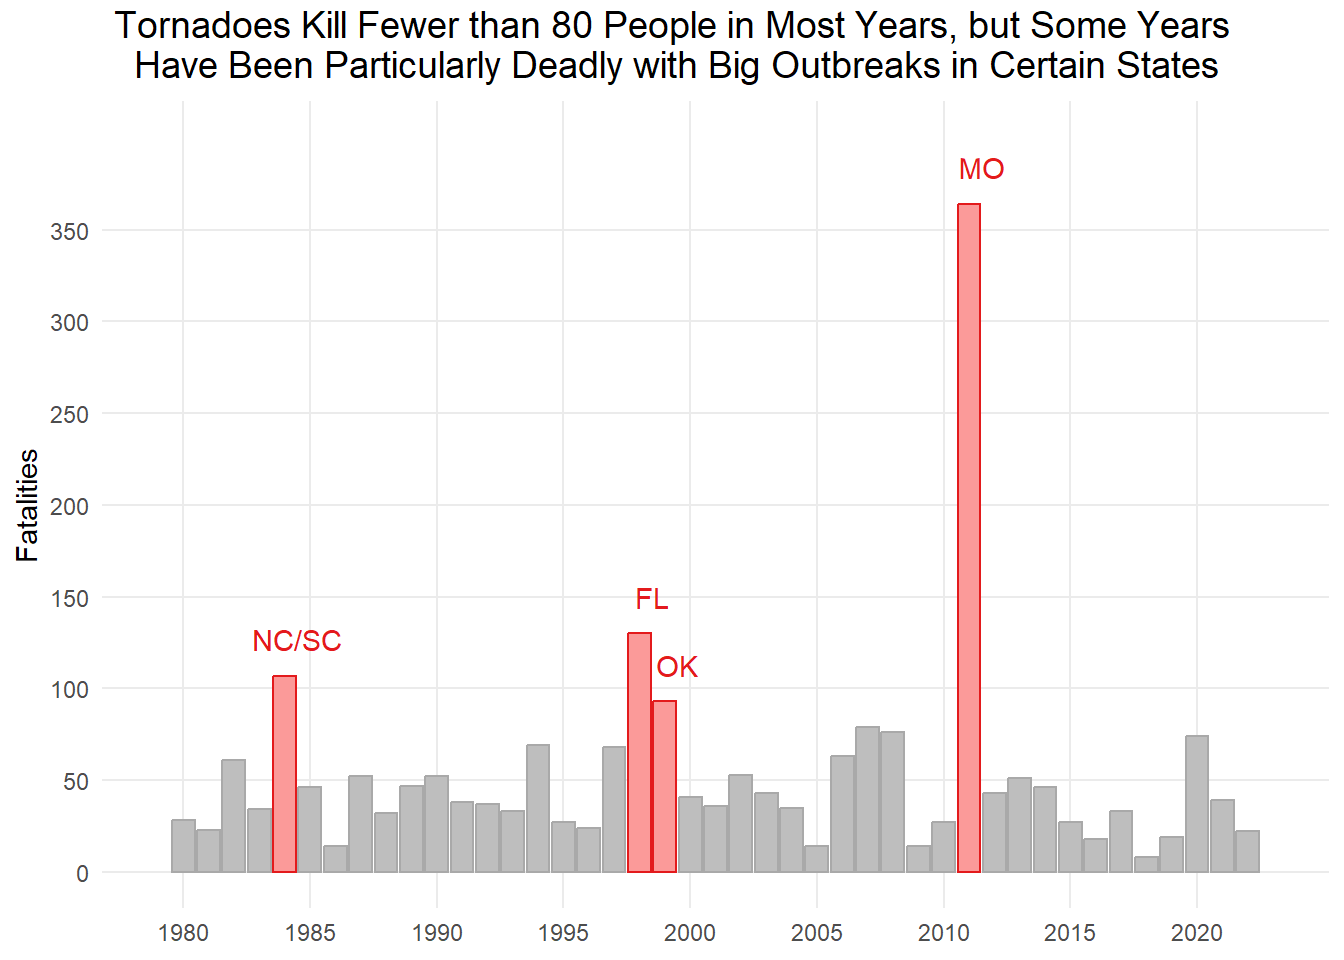 Tornadoes Kill Fewer than 80 People in Most Years, but Some Years
Have Been Particularly Deadly with Big Outbreaks in Certain States
MO
350
300
250
200
Fatalities
150
FL
NC/SC
OK
100
50
0
1980 1985 1990 1995 2000 2005 2010 2015 2020